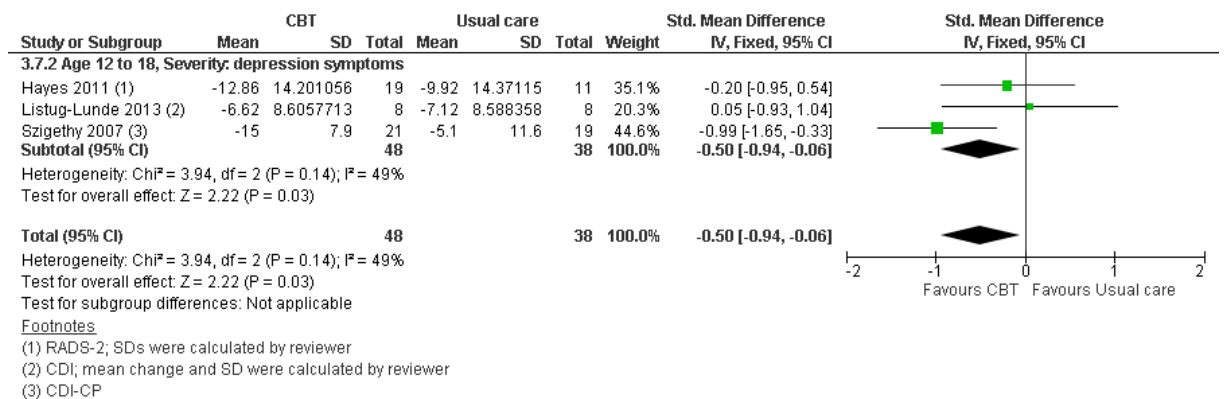 CBT Usual care Std. Mean Difference Std. Mean Difference
Study or Subgroup Mean SD Total Mean SD Total Weight IV, Fixed, 95% CI IV, Fixed, 95% CI
3.7.2 Age 12 to 18, Severity: depression symptoms
Hayes 2011 (1) -12.86 14.201056 19 -9.92 14.37115 11 35.1% -0.20 [-0.95, 0.54]
Listug-Lunde 2013 (2) -6.62 8.6057713 8 -7.12 8.588358 8 20.3% 0.05 [-0.93, 1.04]
Szigethy 2007 (3) -15 7.9 21 -5.1 11.6 19 44.6% -0.99 [-1.65, -0.33]
Subtotal (95% CI) 48 38 100.0% -0.50 [-0.94, -0.06]
Heterogeneity: Chi² = 3.94, df = 2 (P = 0.14); I² = 49%
Test for overall effect: Z = 2.22 (P = 0.03)
Total (95% CI) 48 38 100.0% -0.50 [-0.94, -0.06]
Heterogeneity: Chi² = 3.94, df = 2 (P = 0.14); I² = 49%
Test for overall effect: Z = 2.22 (P = 0.03)
Test for subgroup differences: Not applicable
-2 -1 0 1 2
Favours CBT Favours Usual care
Footnotes
(1) RADS-2; SDs were calculated by reviewer
(2) CDI; mean change and SD were calculated by reviewer
(3) CDI-CP